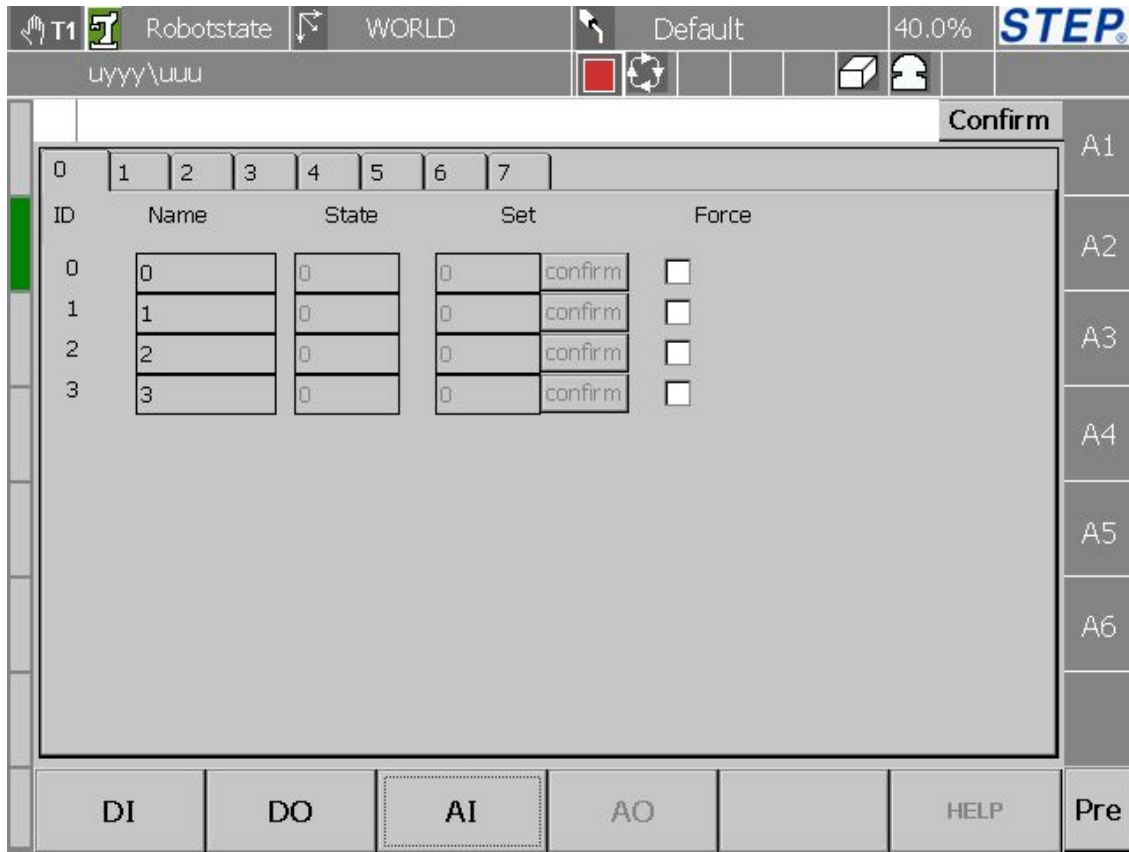 T1 Robotstate WORLD Default 40.0% STEP®
uyyy\uuu
Confirm
0 1 2 3 4 5 6 7
ID Name State Set Force
0 0 0 0 confirm
1 1 0 0 confirm
2 2 0 0 confirm
3 3 0 0 confirm
A1
A2
A3
A4
A5
A6
DI DO AI AO HELP Pre